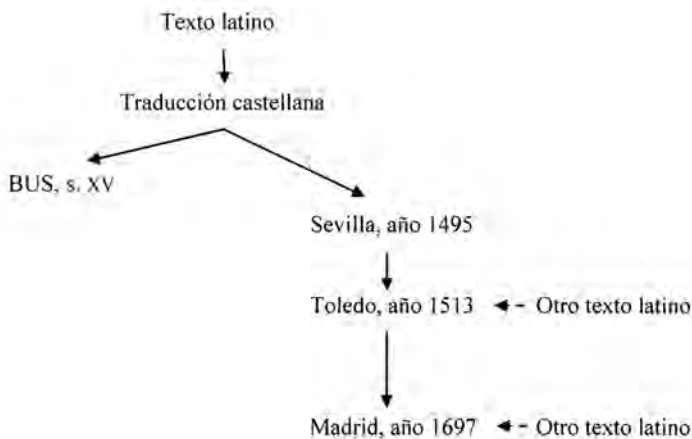 Texto latino
Traducción castellana
BUS, s. XV
Sevilla, año 1495
Toledo, año 1513 Otro texto latino
Madrid, año 1697 Otro texto latino